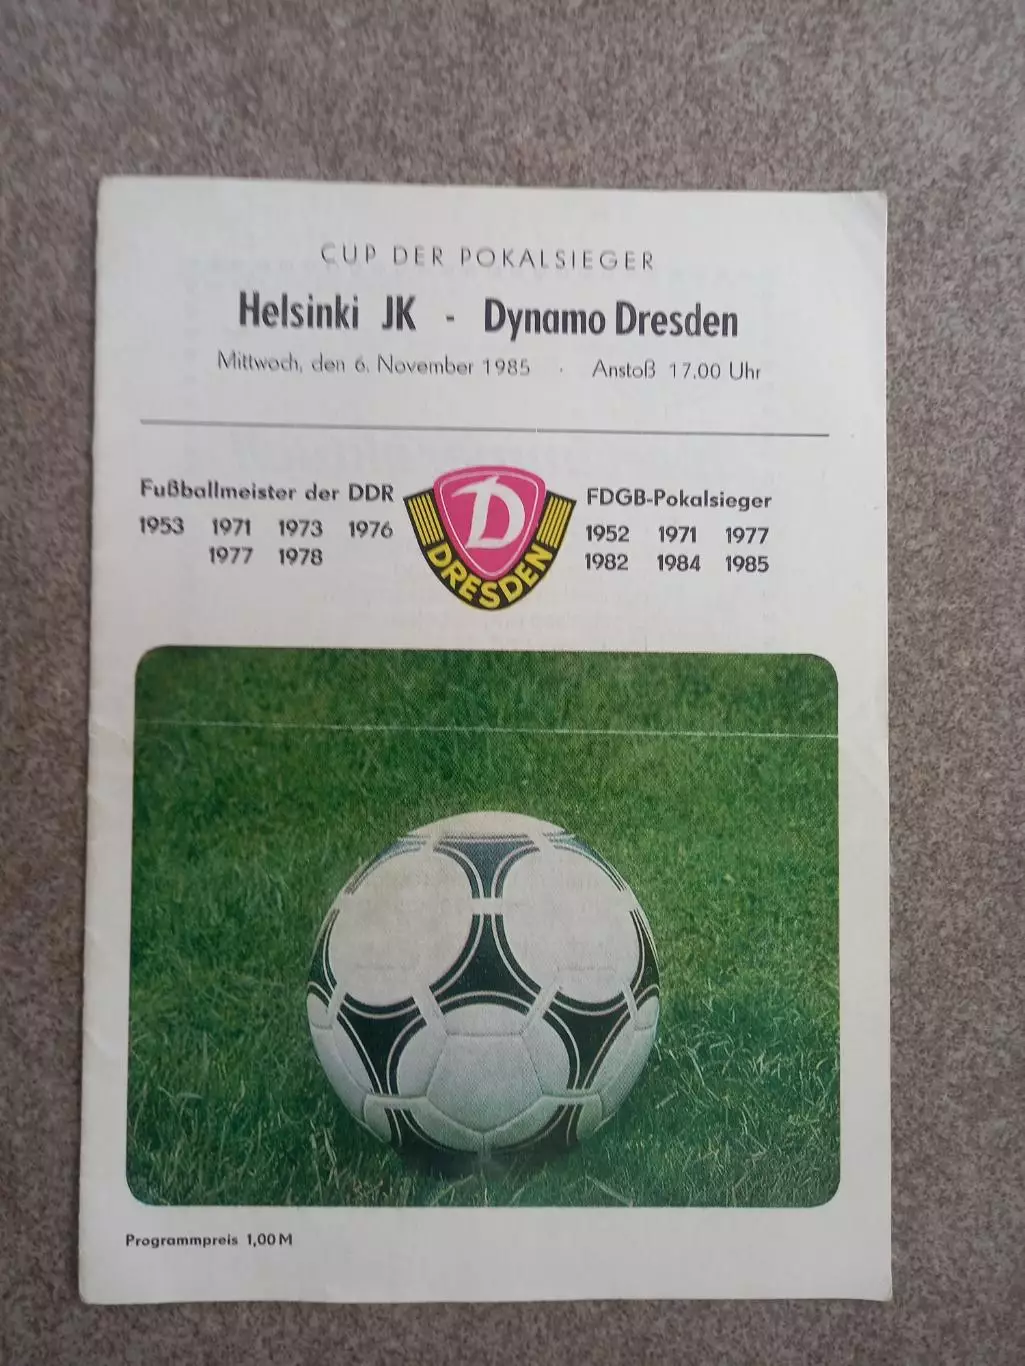 CUP DER POKALSIEGER
Helsinki JK - Dynamo Dresden
Mittwoch, den 6. November 1985 · Anstoß 17.00 Uhr
Fußballmeister der DDR
1953 1971 1973 1976
1977 1978
D
DRESDEN
FDGB-Pokalsieger
1952 1971 1977
1982 1984 1985
Programmpreis 1,00 M